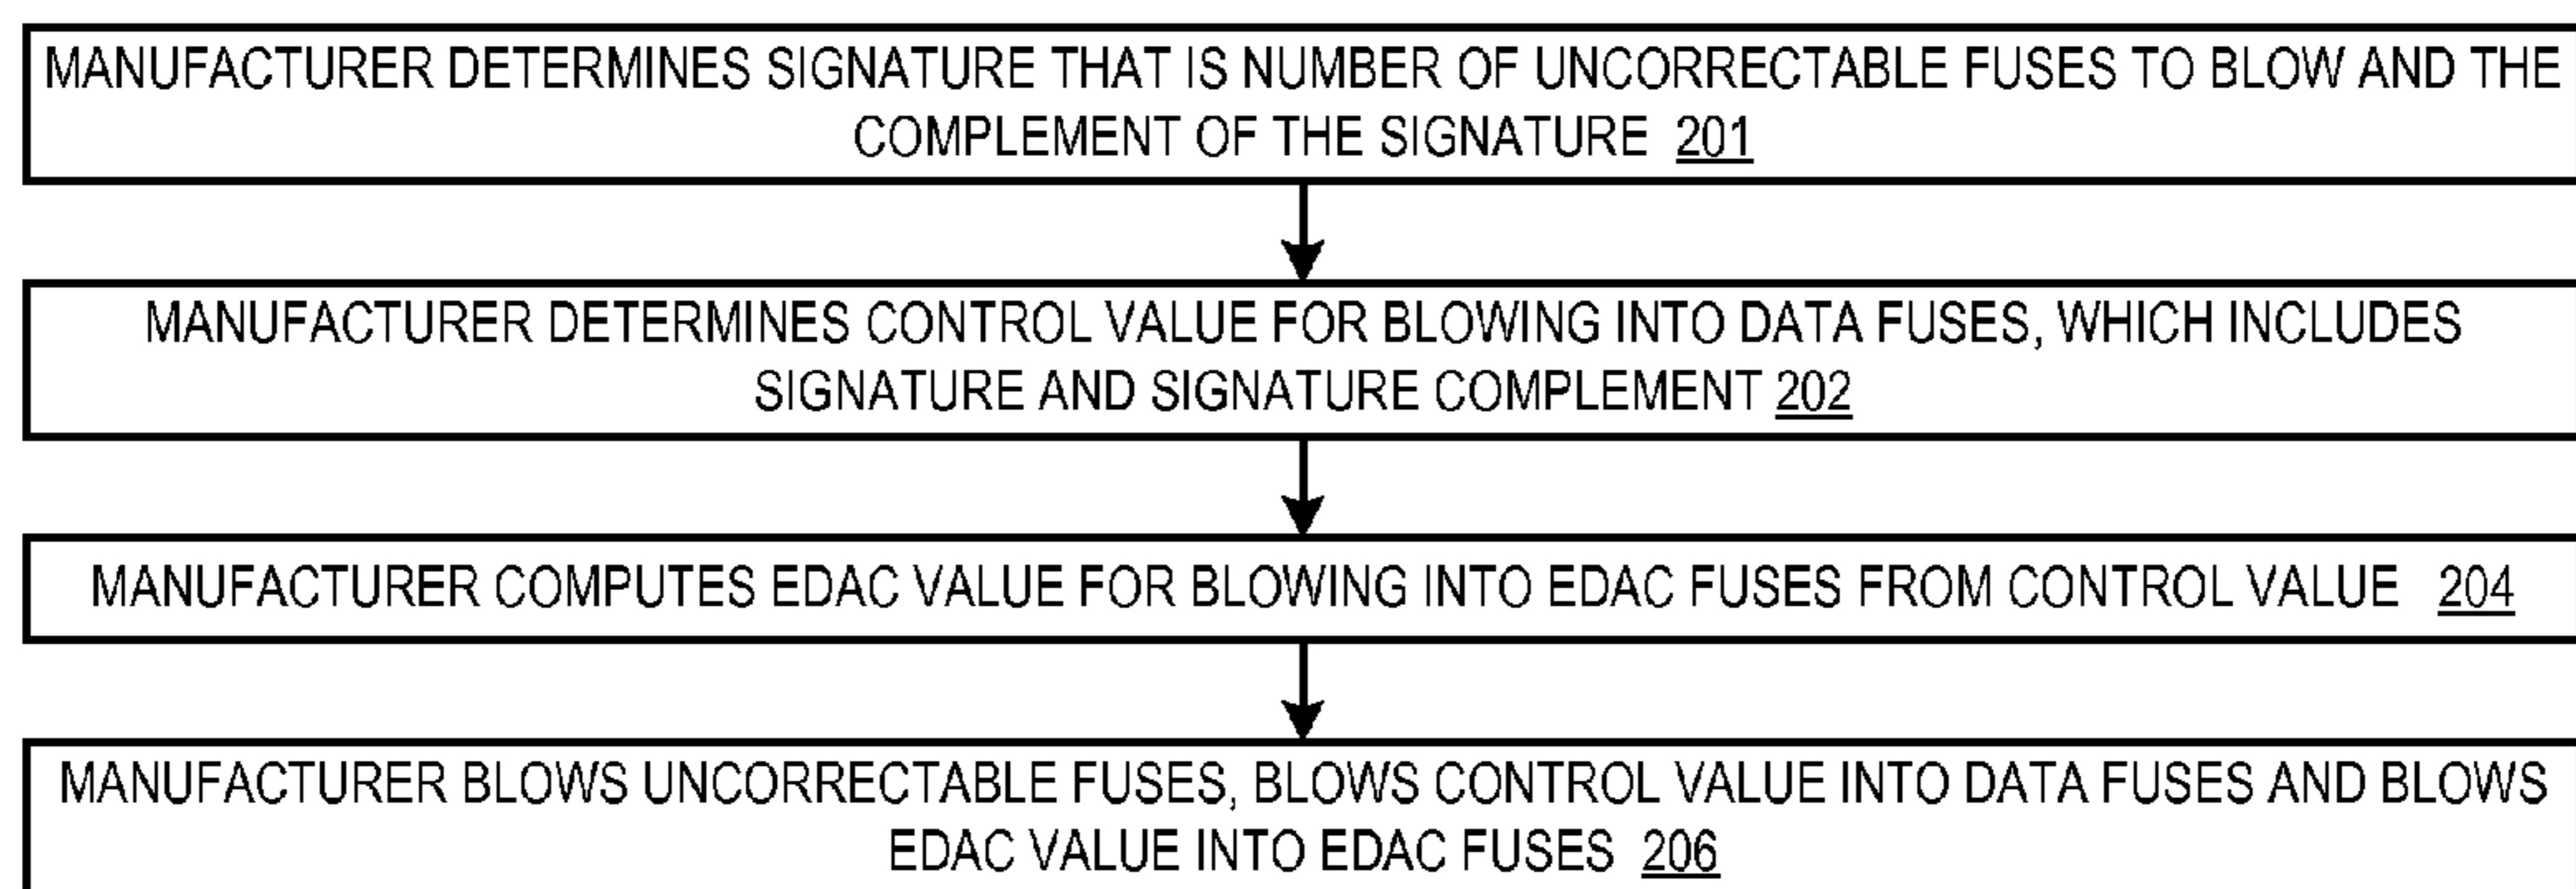 MANUFACTURER DETERMINES SIGNATURE THAT IS NUMBER OF UNCORRECTABLE FUSES TO BLOW AND THE
COMPLEMENT OF THE SIGNATURE 201
MANUFACTURER DETERMINES CONTROL VALUE FOR BLOWING INTO DATA FUSES, WHICH INCLUDES
SIGNATURE AND SIGNATURE COMPLEMENT 202
MANUFACTURER COMPUTES EDAC VALUE FOR BLOWING INTO EDAC FUSES FROM CONTROL VALUE 204
MANUFACTURER BLOWS UNCORRECTABLE FUSES, BLOWS CONTROL VALUE INTO DATA FUSES AND BLOWS
EDAC VALUE INTO EDAC FUSES 206